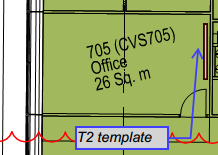 705 (CVS705)
Office
26 Sq. m
T2 template